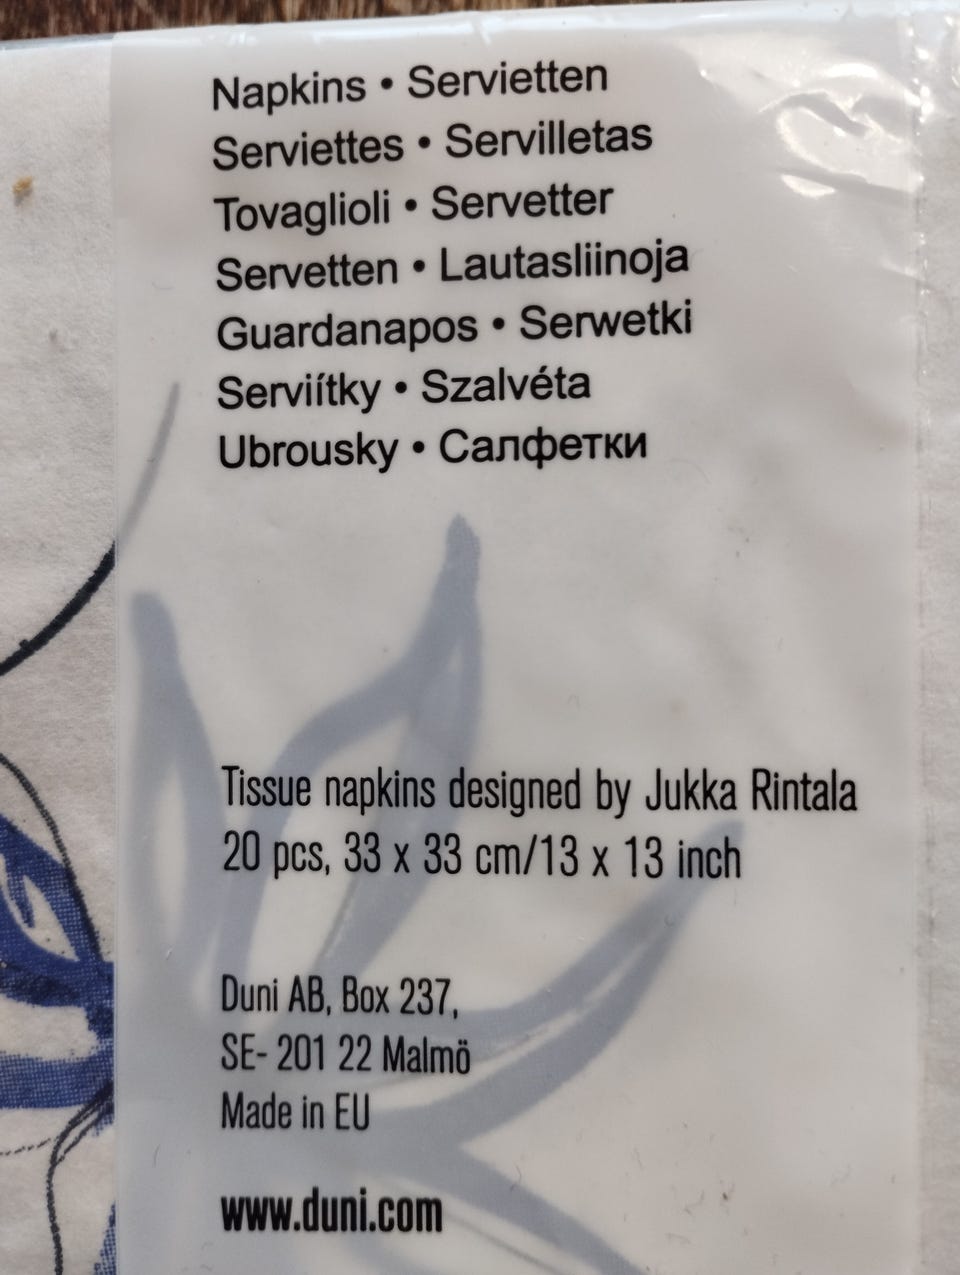 Napkins • Servietten
Serviettes • Servilletas
Tovaglioli • Servetter
Servetten • Lautasliinoja
Guardanapos • Serwetki
Serviítky • Szalvéta
Ubrousky • Салфетки
Tissue napkins designed by Jukka Rintala
20 pcs, 33 x 33 cm/13 x 13 inch
Duni AB, Box 237,
SE- 201 22 Malmö
Made in EU
www.duni.com